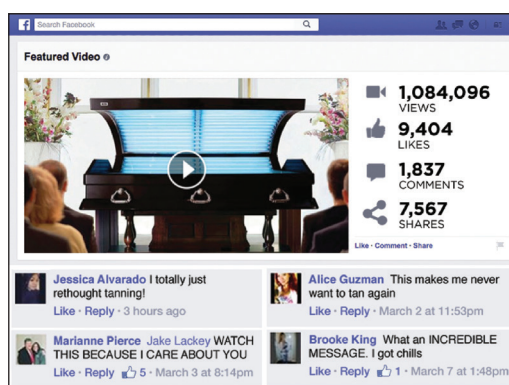 f Search Facebook
Featured Video
1,084,096
VIEWS
9,404
LIKES
1,837
COMMENTS
7,567
SHARES
Like · Comment · Share
Jessica Alvarado I totally just
rethought tanning!
Like · Reply · 3 hours ago
Alice Guzman This makes me never
want to tan again
Like · Reply · March 2 at 11:53pm
Marianne Pierce Jake Lackey WATCH
THIS BECAUSE I CARE ABOUT YOU
Like · Reply 5 · March 3 at 8:14pm
Brooke King What an INCREDIBLE
MESSAGE. I got chills
Like · Reply 1 · March 7 at 1:48pm